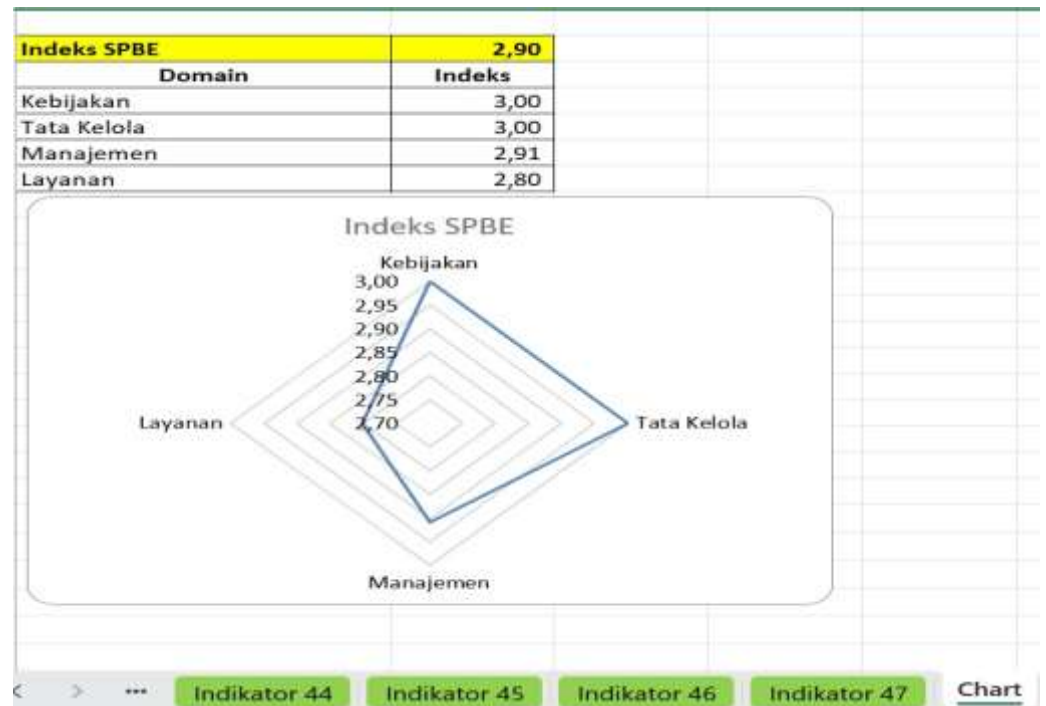 Indeks SPBE 2,90
Domain Indeks
Kebijakan 3,00
Tata Kelola 3,00
Manajemen 2,91
Layanan 2,80
Indeks SPBE
Kebijakan
3,00
2,95
2,90
2,85
2,80
2,75
2,70
Layanan
Tata Kelola
Manajemen
Indikator 44 Indikator 45 Indikator 46 Indikator 47 Chart